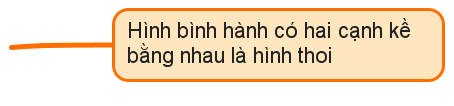 Hình bình hành có hai cạnh kề
bằng nhau là hình thoi